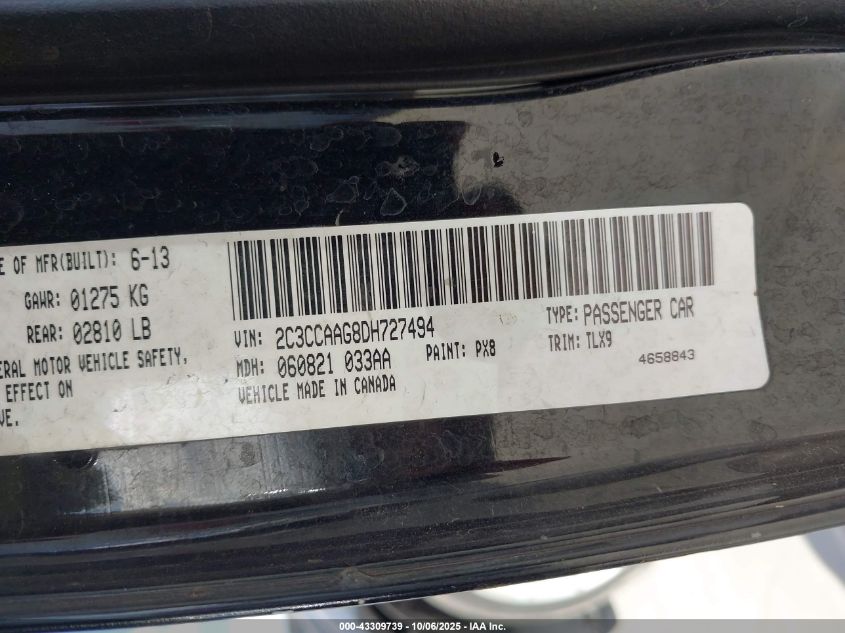 E OF MFR(BUILT): 6-13
GAWR: 01275 KG
REAR: 02810 LB
ERAL MOTOR VEHICLE SAFETY,
EFFECT ON
VE.
VIN: 2C3CCAAG8DH727494
TYPE: PASSENGER CAR
MDH: 060821 033AA
PAINT: PX8
TRIM: TLX9
VEHICLE MADE IN CANADA
4658843
000-43309739 - 10/06/2025 - IAA Inc.